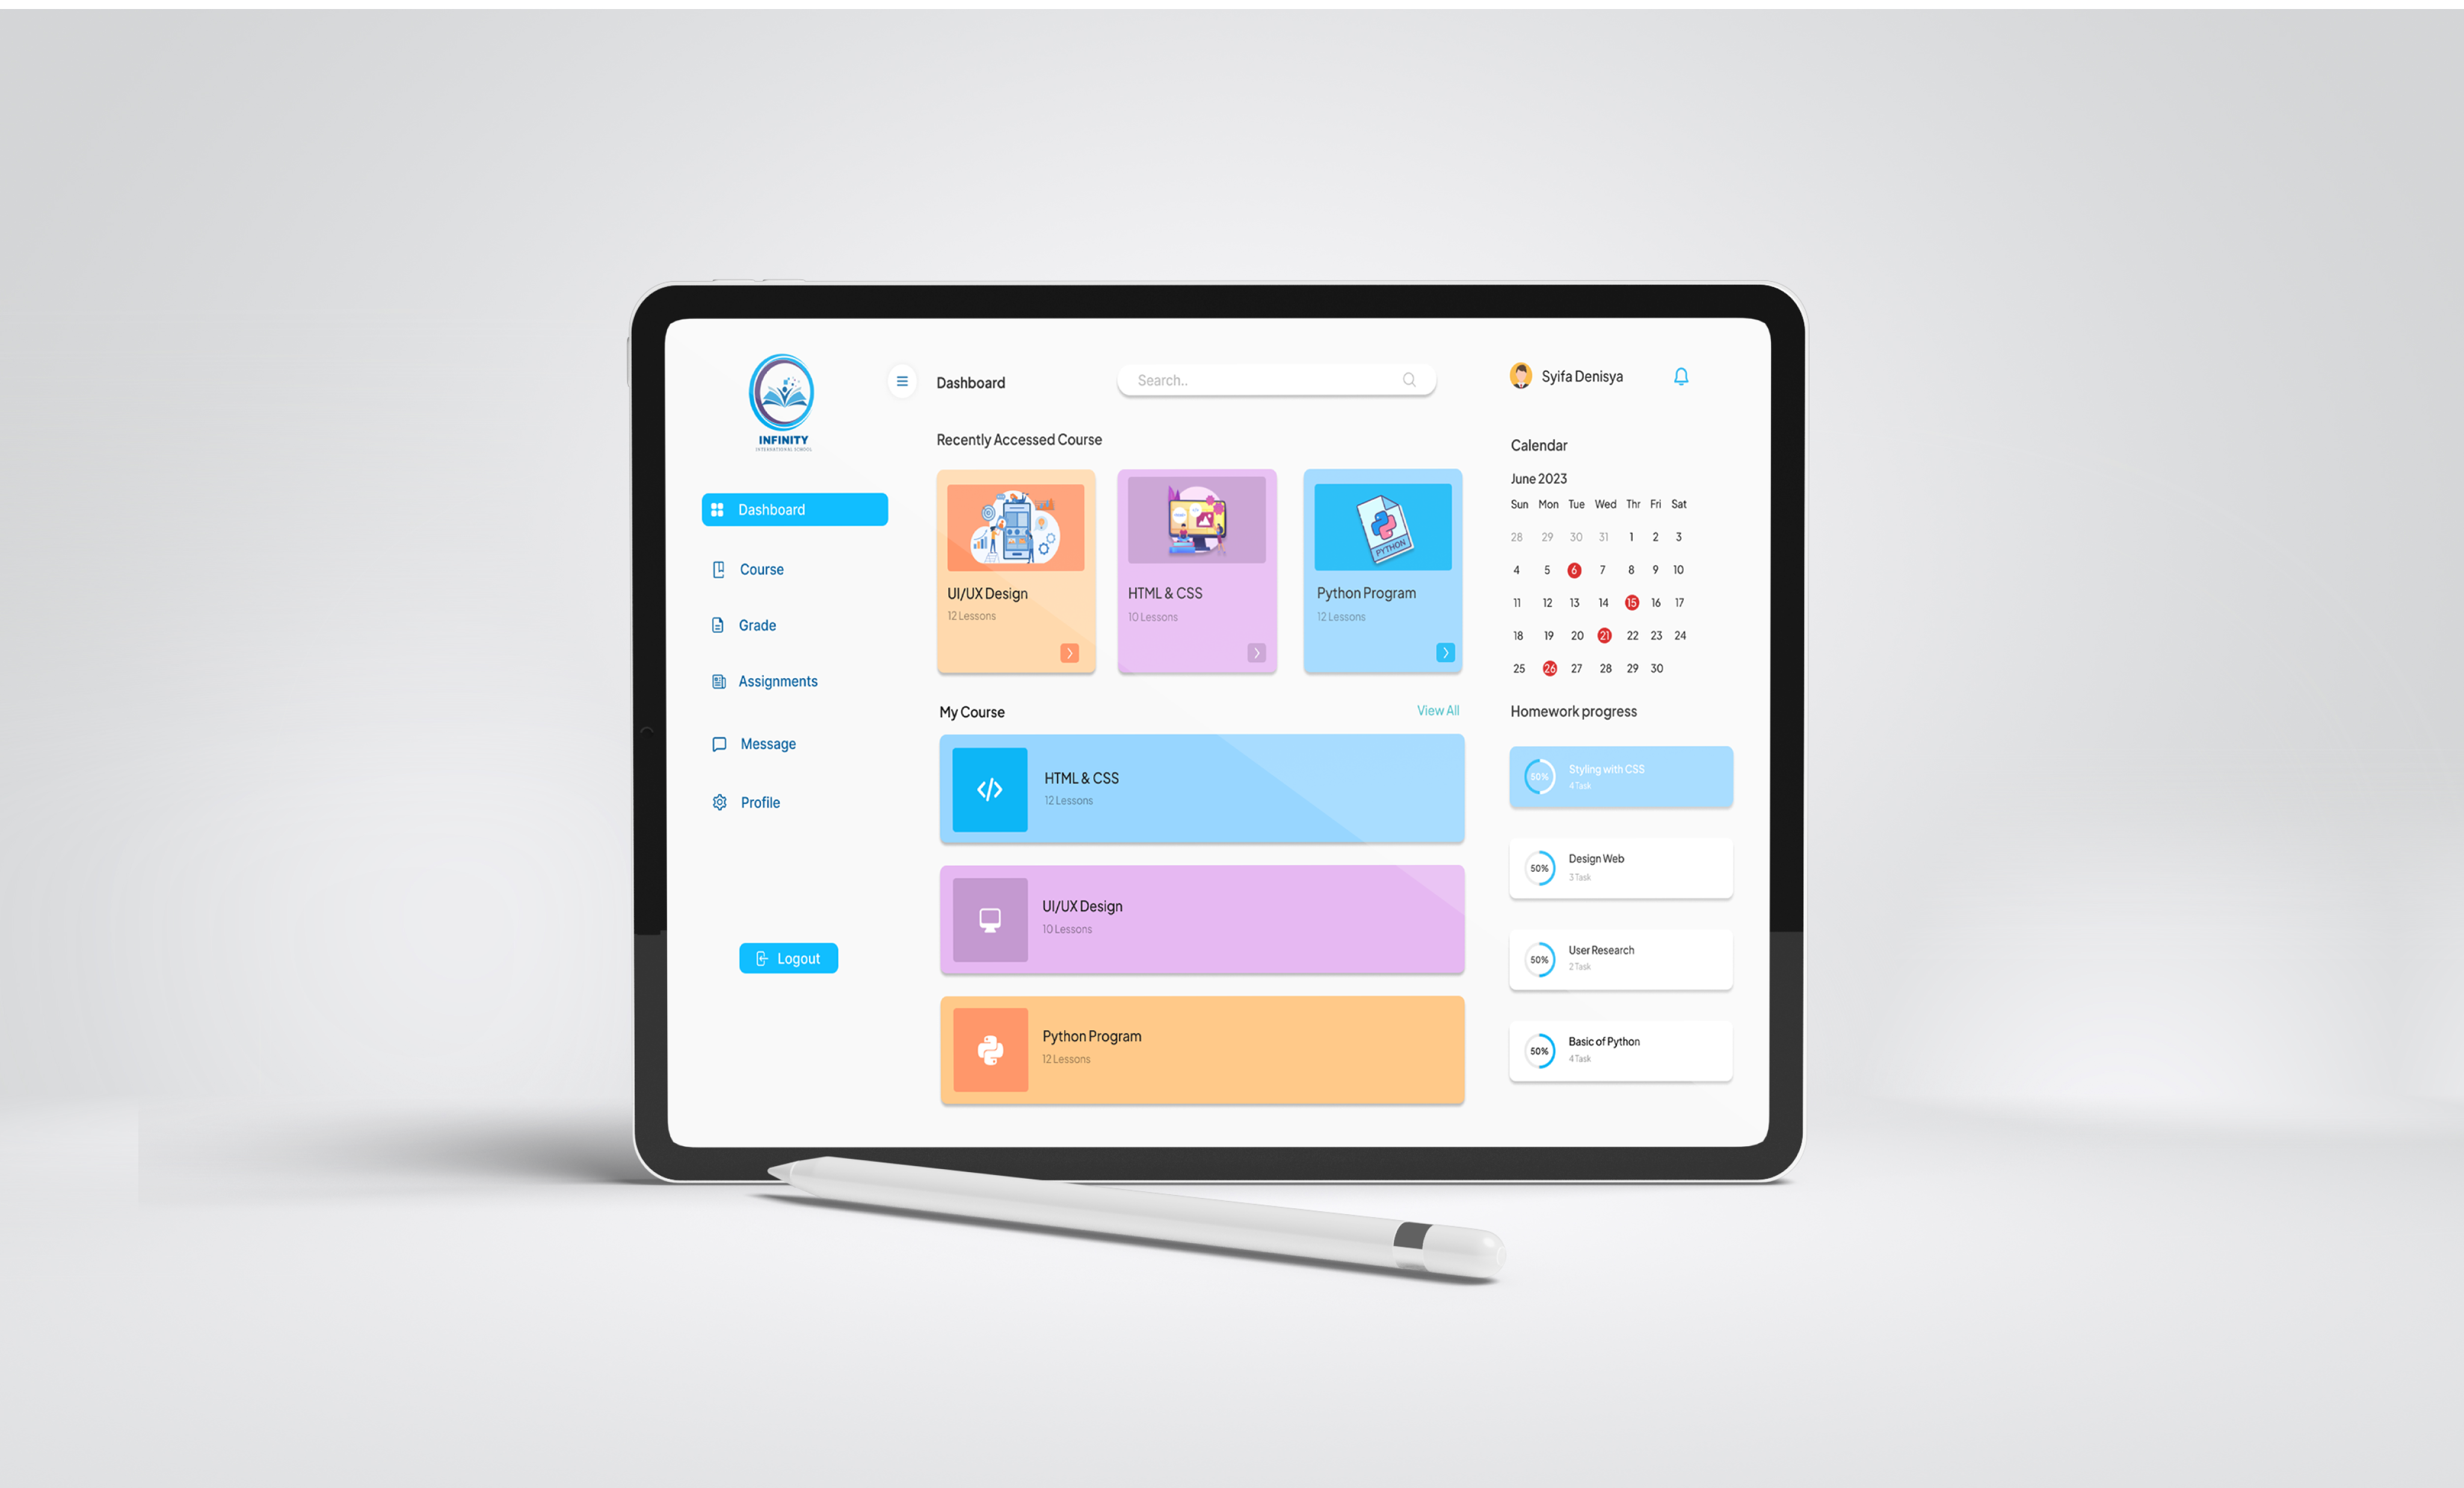 INFINITY
INTERNATIONAL SCHOOL
Dashboard
Course
Grade
Assignments
Message
Profile
Logout
Dashboard
Search..
Recently Accessed Course
UI/UX Design
12 Lessons
HTML & CSS
10 Lessons
PYTHON
Python Program
12 Lessons
My Course
View All
HTML & CSS
12 Lessons
UI/UX Design
10 Lessons
Python Program
12 Lessons
Syifa Denisya
Calendar
June 2023
Sun Mon Tue Wed Thr Fri Sat
28 29 30 31 1 2 3
4 5 6 7 8 9 10
11 12 13 14 15 16 17
18 19 20 21 22 23 24
25 26 27 28 29 30
Homework progress
50%
Styling with CSS
4 Task
50%
Design Web
3 Task
50%
User Research
2 Task
50%
Basic of Python
4 Task